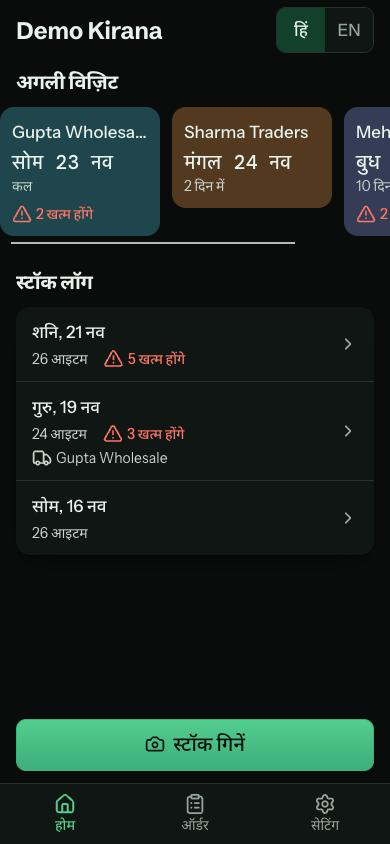 Demo Kirana
हिं EN
अगली विज़िट
Gupta Wholesa...
सोम 23 नव
कल
2 खत्म होंगे
Sharma Traders
मंगल 24 नव
2 दिन में
Meh
बुध
10 दिन
2
स्टॉक लॉग
शनि, 21 नव
26 आइटम 5 खत्म होंगे
गुरु, 19 नव
24 आइटम 3 खत्म होंगे
Gupta Wholesale
सोम, 16 नव
26 आइटम
स्टॉक गिनें
होम ऑर्डर सेटिंग